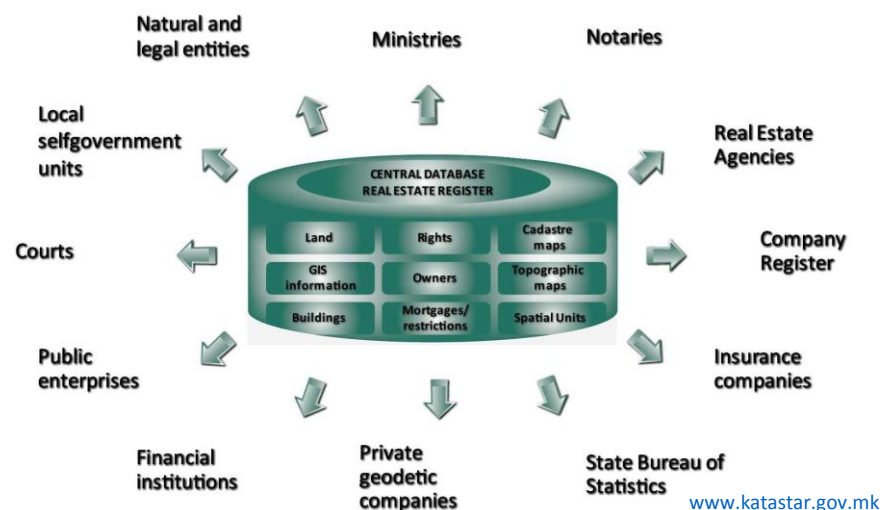 Natural and
legal entities
Ministries
Notaries
Local
selfgovernment
units
Real Estate
Agencies
CENTRAL DATABASE
REAL ESTATE REGISTER
Land
Rights
Cadastre
maps
Courts
Company
Register
GIS
information
Owners
Topographic
maps
Buildings
Mortgages/
restrictions
Spatial Units
Public
enterprises
Insurance
companies
Financial
institutions
Private
geodetic
companies
State Bureau of
Statistics
www.katastar.gov.mk